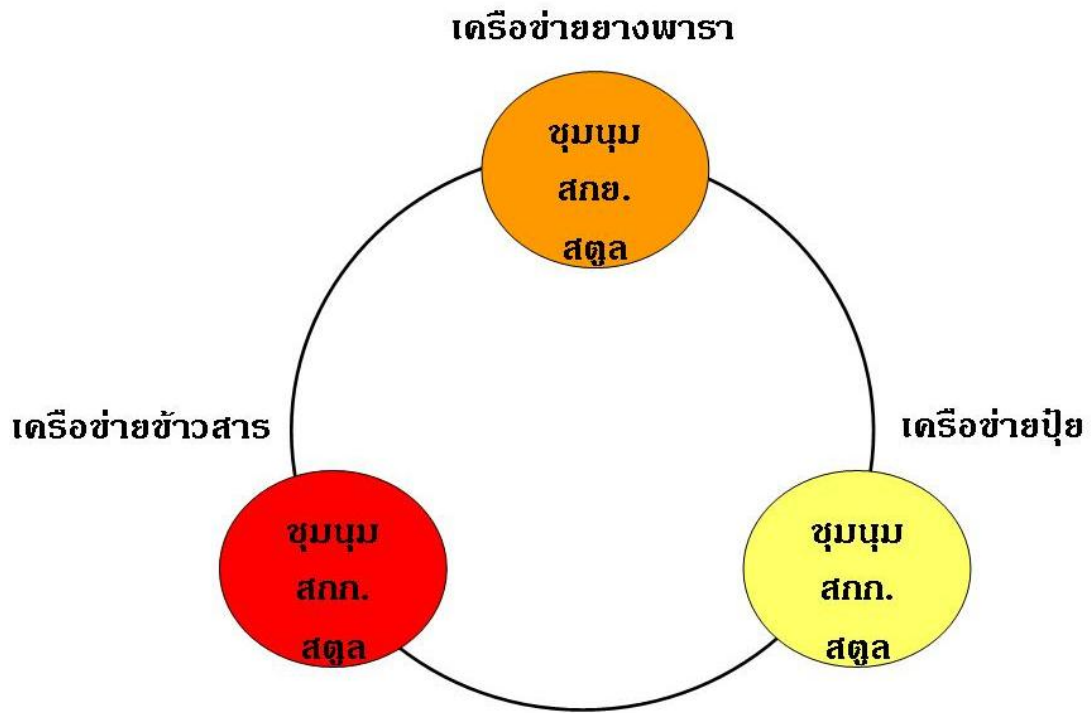 เครือข่ายยางพารา
ชุมนุม
สกย.
สตูล
เครือข่ายข้าวสาร
เครือข่ายปุ๋ย
ชุมนุม
สกก.
สตูล
ชุมนุม
สกก.
สตูล